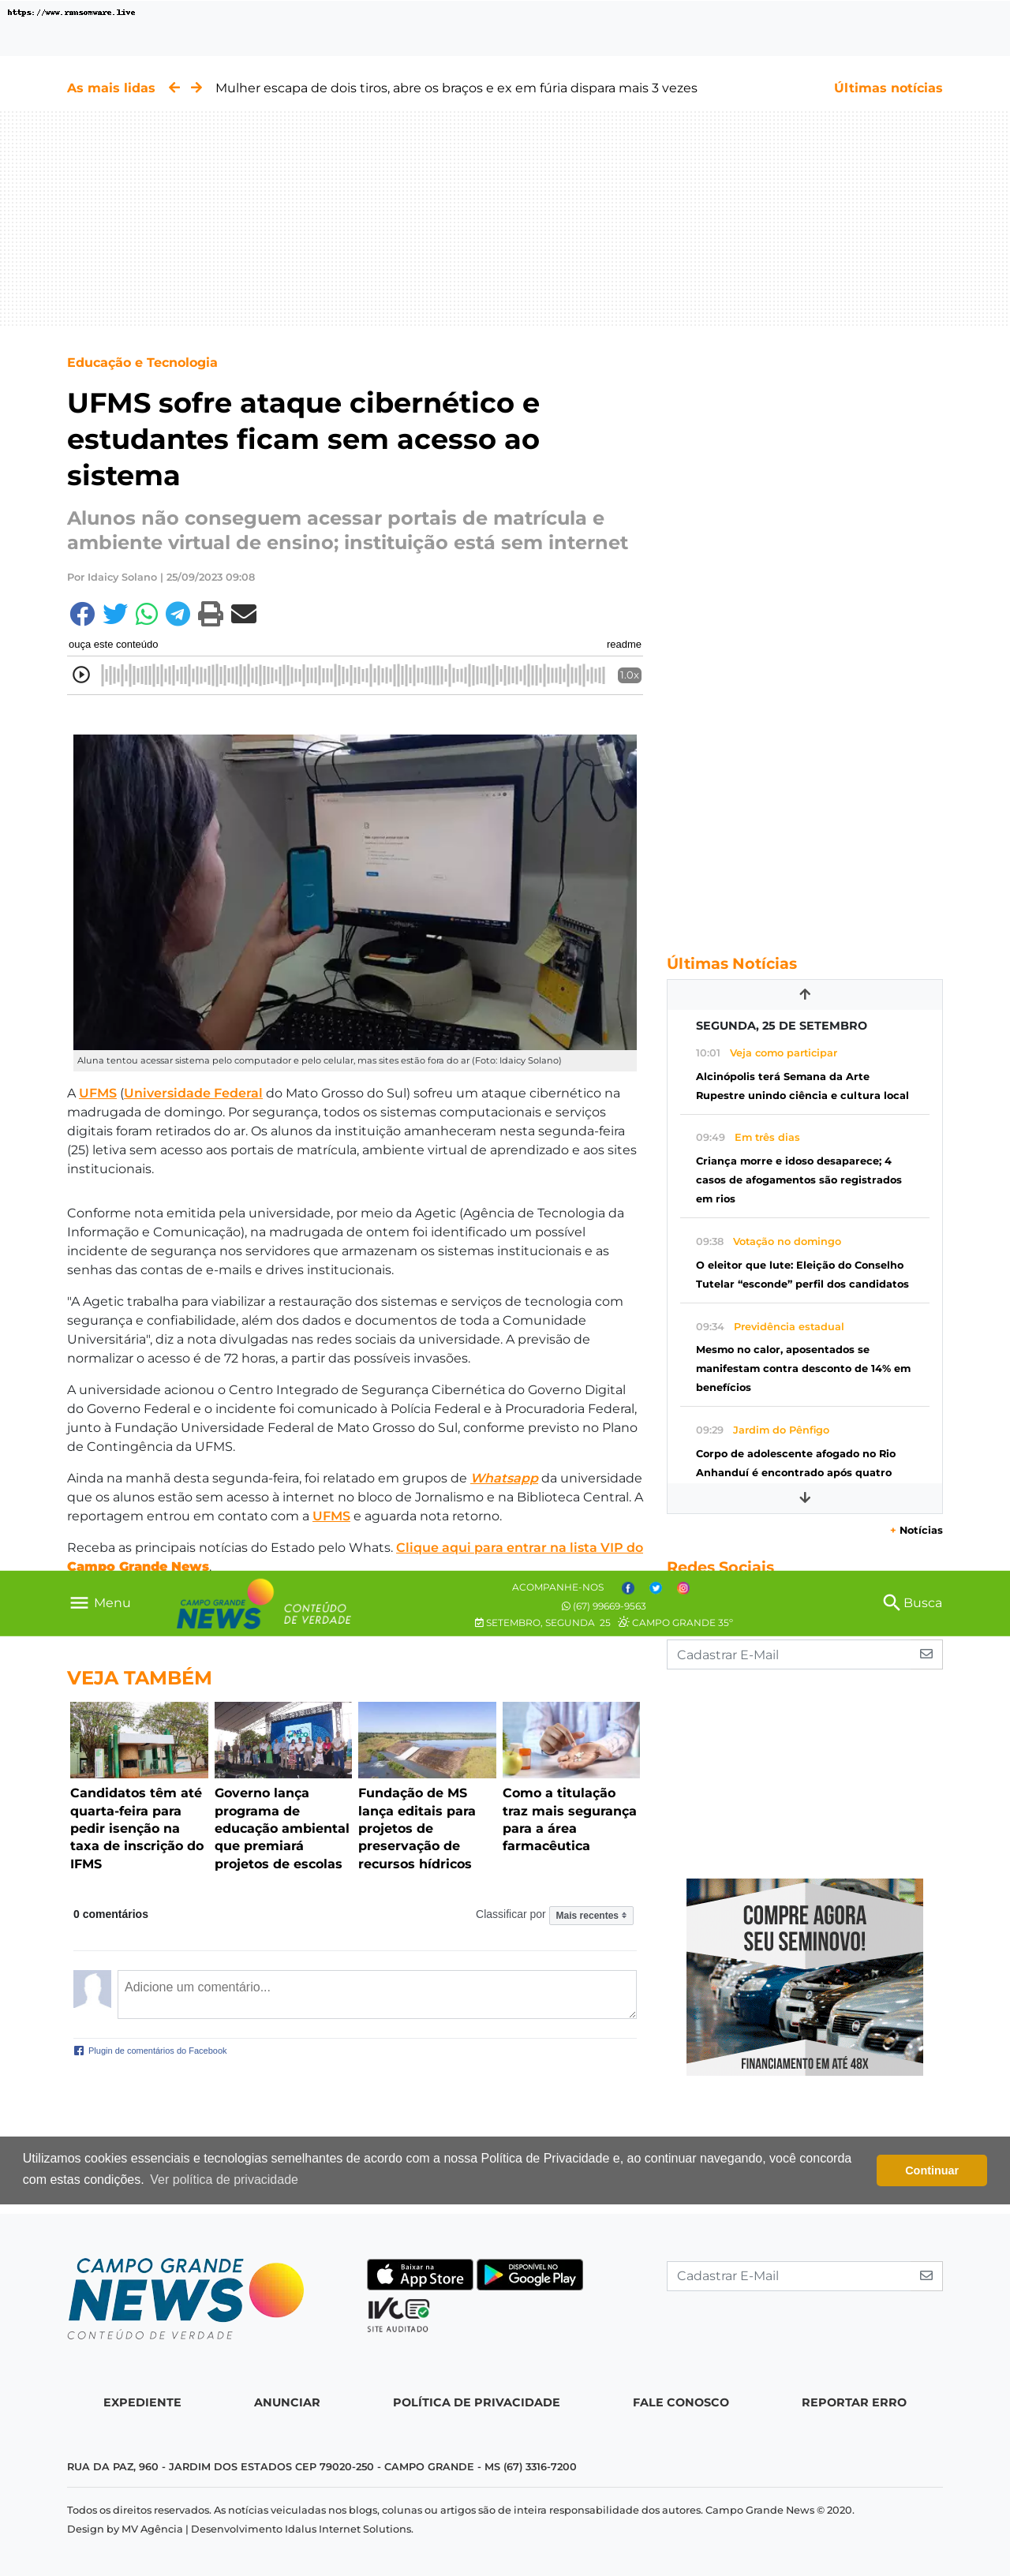 https://www.ransomware.live
As mais lidas
Mulher escapa de dois tiros, abre os braços e ex em fúria dispara mais 3 vezes
Últimas notícias
Educação e Tecnologia
UFMS sofre ataque cibernético e
estudantes ficam sem acesso ao
sistema
Alunos não conseguem acessar portais de matrícula e
ambiente virtual de ensino; instituição está sem internet
Por Idaicy Solano | 25/09/2023 09:08
ouça este conteúdo
readme
1.0x
Aluna tentou acessar sistema pelo computador e pelo celular, mas sites estão fora do ar (Foto: Idaicy Solano)
A UFMS (Universidade Federal do Mato Grosso do Sul) sofreu um ataque cibernético na
madrugada de domingo. Por segurança, todos os sistemas computacionais e serviços
digitais foram retirados do ar. Os alunos da instituição amanheceram nesta segunda-feira
(25) letiva sem acesso aos portais de matrícula, ambiente virtual de aprendizado e aos sites
institucionais.
Conforme nota emitida pela universidade, por meio da Agetic (Agência de Tecnologia da
Informação e Comunicação), na madrugada de ontem foi identificado um possível
incidente de segurança nos servidores que armazenam os sistemas institucionais e as
senhas das contas de e-mails e drives institucionais.
"A Agetic trabalha para viabilizar a restauração dos sistemas e serviços de tecnologia com
segurança e confiabilidade, além dos dados e documentos de toda a Comunidade
Universitária", diz a nota divulgadas nas redes sociais da universidade. A previsão de
normalizar o acesso é de 72 horas, a partir das possíveis invasões.
A universidade acionou o Centro Integrado de Segurança Cibernética do Governo Digital
do Governo Federal e o incidente foi comunicado à Polícia Federal e à Procuradoria Federal,
junto à Fundação Universidade Federal de Mato Grosso do Sul, conforme previsto no Plano
de Contingência da UFMS.
Ainda na manhã desta segunda-feira, foi relatado em grupos de Whatsapp da universidade
que os alunos estão sem acesso à internet no bloco de Jornalismo e na Biblioteca Central. A
reportagem entrou em contato com a UFMS e aguarda nota retorno.
Receba as principais notícias do Estado pelo Whats. Clique aqui para entrar na lista VIP do
Campo Grande News.
Últimas Notícias
SEGUNDA, 25 DE SETEMBRO
10:01 Veja como participar
Alcinópolis terá Semana da Arte
Rupestre unindo ciência e cultura local
09:49 Em três dias
Criança morre e idoso desaparece; 4
casos de afogamentos são registrados
em rios
09:38 Votação no domingo
O eleitor que lute: Eleição do Conselho
Tutelar “esconde” perfil dos candidatos
09:34 Previdência estadual
Mesmo no calor, aposentados se
manifestam contra desconto de 14% em
benefícios
09:29 Jardim do Pênfigo
Corpo de adolescente afogado no Rio
Anhanduí é encontrado após quatro
+ Notícias
Redes Sociais
Menu
CAMPO GRANDE
NEWS
CONTEÚDO
DE VERDADE
ACOMPANHE-NOS
(67) 99669-9563
SETEMBRO, SEGUNDA 25 : CAMPO GRANDE 35º
Busca
Cadastrar E-Mail
VEJA TAMBÉM
Candidatos têm até
quarta-feira para
pedir isenção na
taxa de inscrição do
IFMS
Governo lança
programa de
educação ambiental
que premiará
projetos de escolas
Fundação de MS
lança editais para
projetos de
preservação de
recursos hídricos
Como a titulação
traz mais segurança
para a área
farmacêutica
0 comentários
Classificar por Mais recentes
Adicione um comentário...
Plugin de comentários do Facebook
COMPRE AGORA
SEU SEMINOVO!
FINANCIAMENTO EM ATÉ 48X
Utilizamos cookies essenciais e tecnologias semelhantes de acordo com a nossa Política de Privacidade e, ao continuar navegando, você concorda
com estas condições. Ver política de privacidade
Continuar
CAMPO GRANDE
NEWS
CONTEÚDO DE VERDADE
Baixar na
App Store
DISPONÍVEL NO
Google Play
IVC
SITE AUDITADO
Cadastrar E-Mail
EXPEDIENTE
ANUNCIAR
POLÍTICA DE PRIVACIDADE
FALE CONOSCO
REPORTAR ERRO
RUA DA PAZ, 960 - JARDIM DOS ESTADOS CEP 79020-250 - CAMPO GRANDE - MS (67) 3316-7200
Todos os direitos reservados. As notícias veiculadas nos blogs, colunas ou artigos são de inteira responsabilidade dos autores. Campo Grande News © 2020.
Design by MV Agência | Desenvolvimento Idalus Internet Solutions.